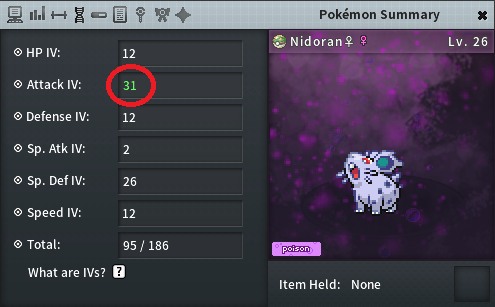 Pokémon Summary
HP IV: 12
Attack IV: 31
Defense IV: 12
Sp. Atk IV: 2
Sp. Def IV: 26
Speed IV: 12
Total: 95 / 186
What are IVs? ?
Nidoran♀ ♀ Lv. 26
poison
Item Held: None